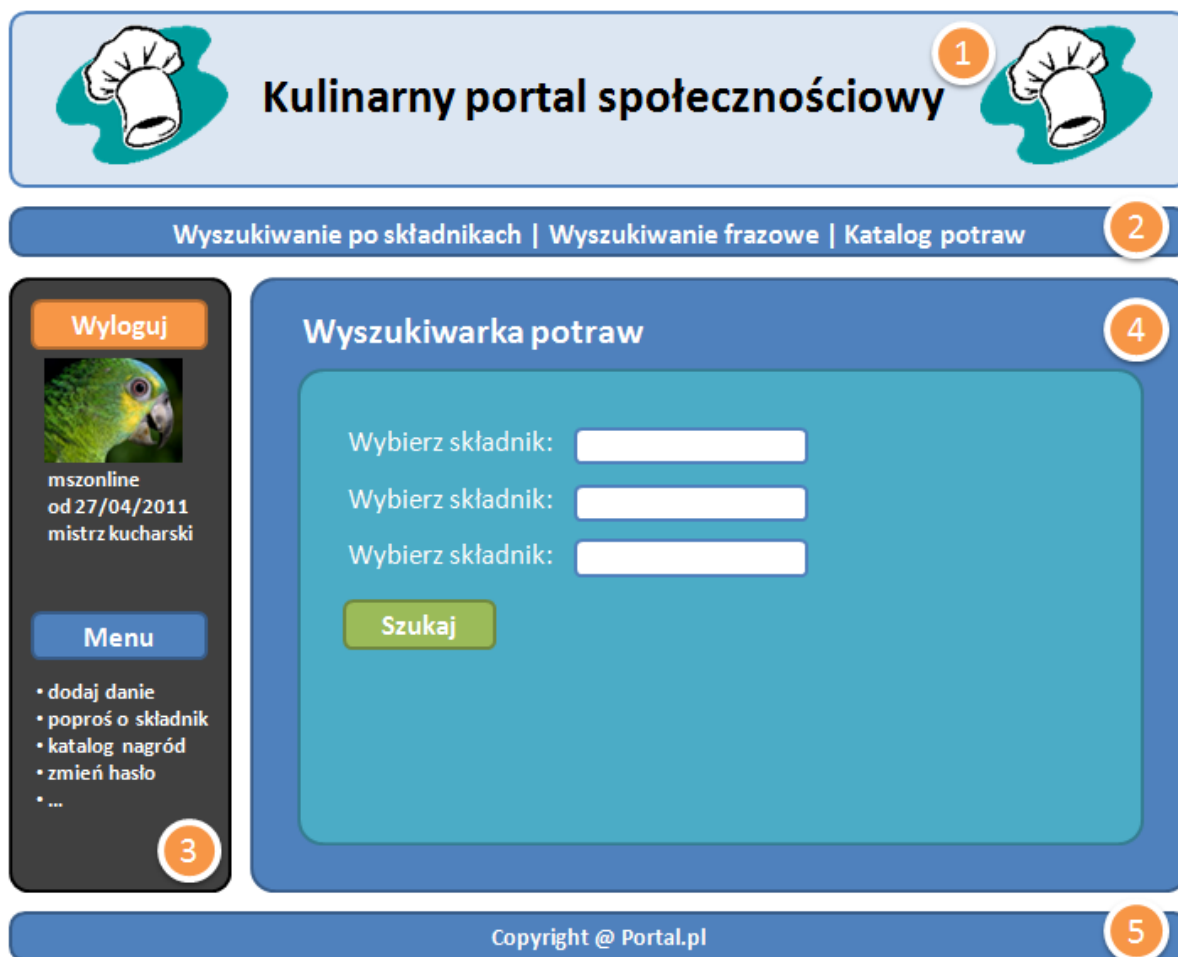 1
Kulinarny portal społecznościowy
Wyszukiwanie po składnikach | Wyszukiwanie frazowe | Katalog potraw
2
Wyloguj
mszonline
od 27/04/2011
mistrz kucharski
Menu
• dodaj danie
• poproś o składnik
• katalog nagród
• zmień hasło
• ...
3
Wyszukiwarka potraw
4
Wybierz składnik:
Wybierz składnik:
Wybierz składnik:
Szukaj
Copyright @ Portal.pl
5